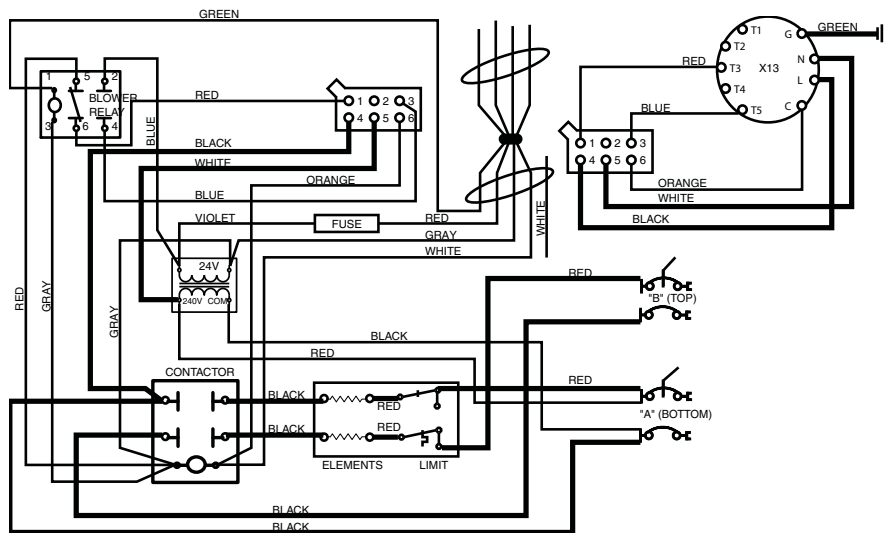 GREEN
T1
G
GREEN
T2
N
RED
T3
X13
L
T4
BLUE
T5
C
1 5 2
BLOWER
RELAY
3 6 4
RED
1 2 3
4 5 6
BLUE
BLACK
WHITE
ORANGE
BLUE
1 2 3
4 5 6
ORANGE
WHITE
BLACK
VIOLET
FUSE
RED
GRAY
WHITE
WHITE
24V
240V COM
RED
GRAY
GRAY
RED
"B" (TOP)
BLACK
RED
CONTACTOR
BLACK
RED
RED
"A" (BOTTOM)
BLACK
RED
ELEMENTS
LIMIT
BLACK
BLACK